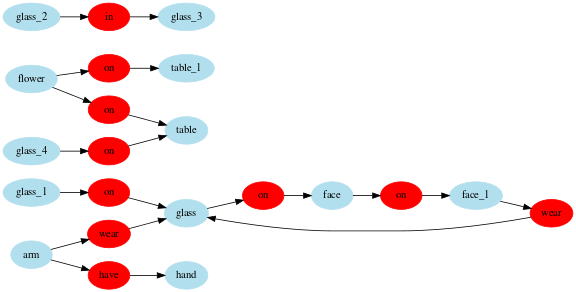 glass_2 in glass_3
flower on table_1
on table
glass_4 on
glass_1 on glass on face on face_1 wear
arm wear
have hand